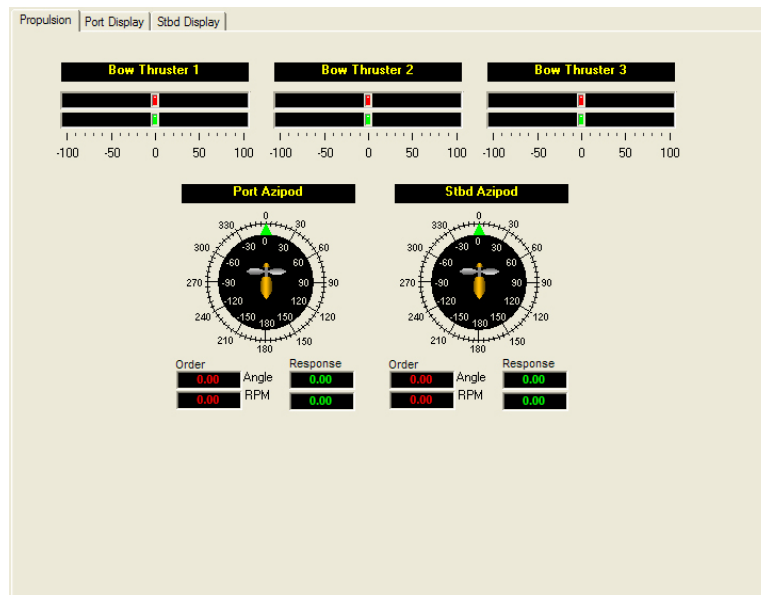 Propulsion Port Display Stbd Display
Bow Thruster 1 Bow Thruster 2 Bow Thruster 3
-100 -50 0 50 100 -100 -50 0 50 100 -100 -50 0 50 100
Port Azipod Stbd Azipod
0 0
330 30 330 30
0 0
-30 30 -30 30
300 60 300 60
-60 60 -60 60
270 -90 90 90 270 -90 90 90
-120 120 -120 120
240 120 240 120
-150 180 150 -150 180 150
210 150 210 150
180 180
Order Response Order Response
0.00 Angle 0.00 0.00 Angle 0.00
0.00 RPM 0.00 0.00 RPM 0.00